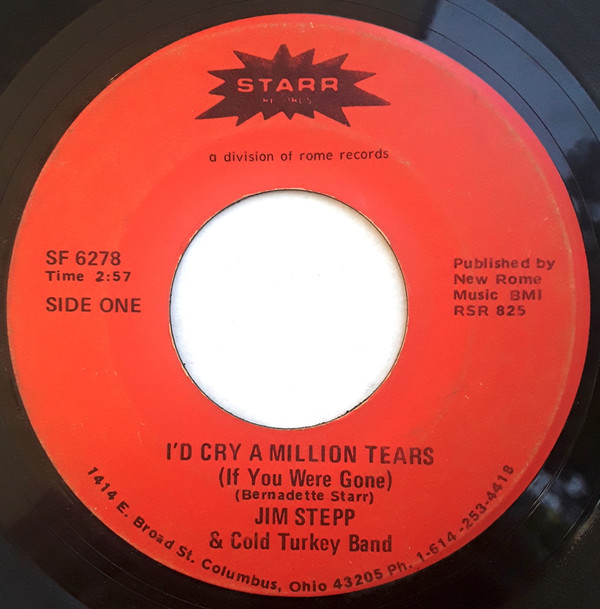 STARR
RECORDS
a division of rome records
SF 6278
Time 2:57
SIDE ONE
Published by
New Rome
Music BMI
RSR 825
I'D CRY A MILLION TEARS
(If You Were Gone)
(Bernadette Starr)
JIM STEPP
& Cold Turkey Band
1414 E. Broad St. Columbus, Ohio 43205 Ph. 1-614-253-4418